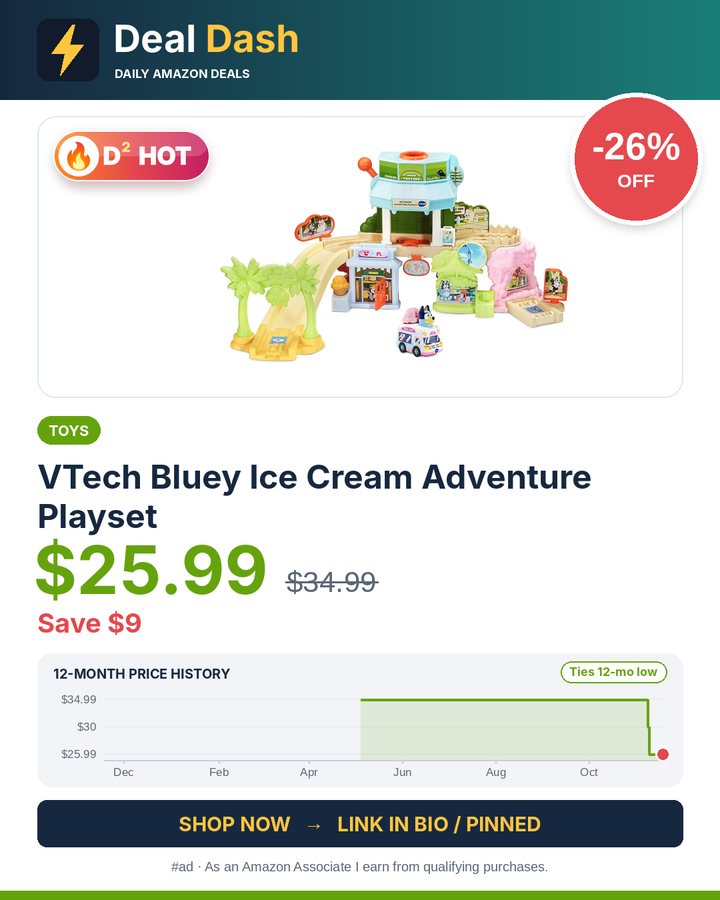 Deal Dash
DAILY AMAZON DEALS
D² HOT
-26%
OFF
TOYS
VTech Bluey Ice Cream Adventure
Playset
$25.99 $34.99
Save $9
12-MONTH PRICE HISTORY
Ties 12-mo low
$34.99
$30
$25.99
Dec Feb Apr Jun Aug Oct
SHOP NOW → LINK IN BIO / PINNED
#ad · As an Amazon Associate I earn from qualifying purchases.